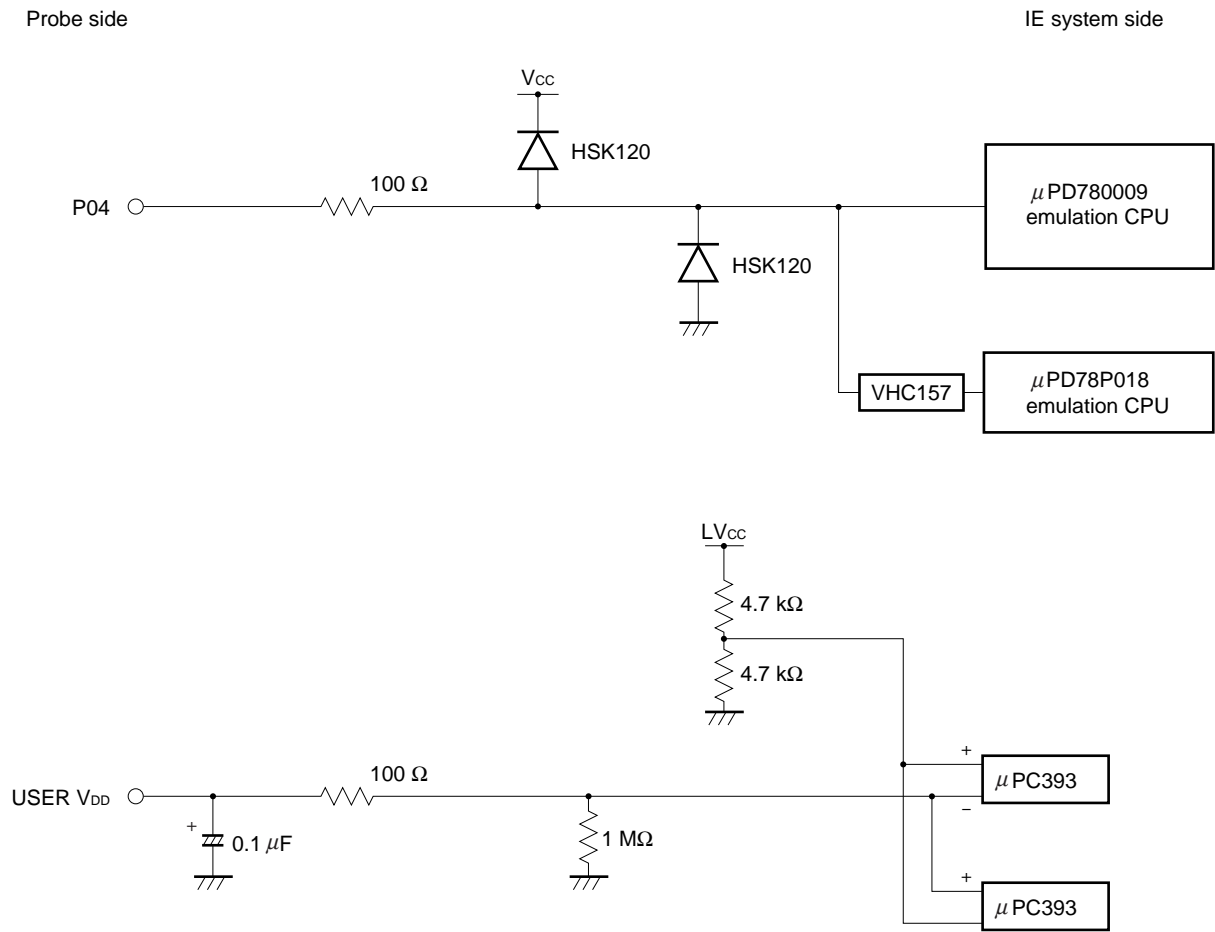 Probe side
IE system side
VCC
HSK120
100 Ω
P04
μPD780009
emulation CPU
HSK120
VHC157
μPD78P018
emulation CPU
LVCC
4.7 kΩ
4.7 kΩ
+
μPC393
−
100 Ω
USER VDD
+
0.1 μF
1 MΩ
+
μPC393